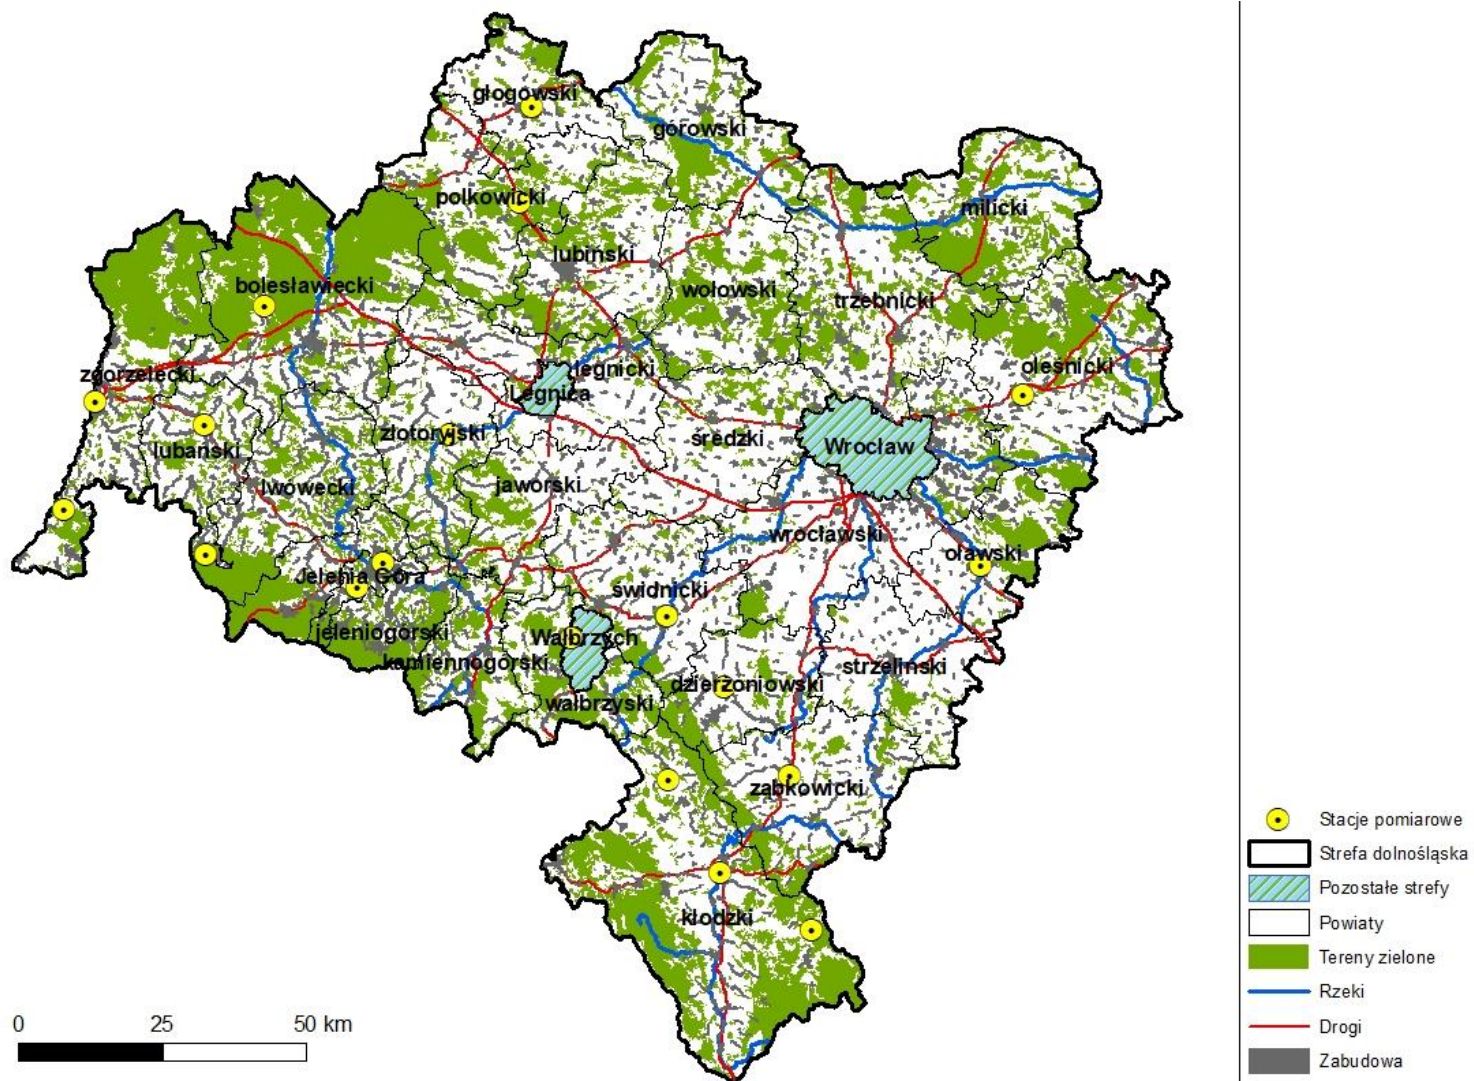 głogowski
górowski
polkowicki
milicki
lubiński
bolesławiecki
wołowski
trzebnicki
zgorzelecki
legnicki
oleśnicki
Legnica
złotoryjski
średzki
Wrocław
lubański
lwówecki
jaworski
wrocławski
oławski
Jelenia Góra
świdnicki
jeleniogórski
Wałbrzych
kamiennogórski
strzeliński
dzierżoniowski
wałbrzyski
ząbkowicki
kłodzki
0 25 50 km
Stacje pomiarowe
Strefa dolnośląska
Pozostałe strefy
Powiaty
Tereny zielone
Rzeki
Drogi
Zabudowa